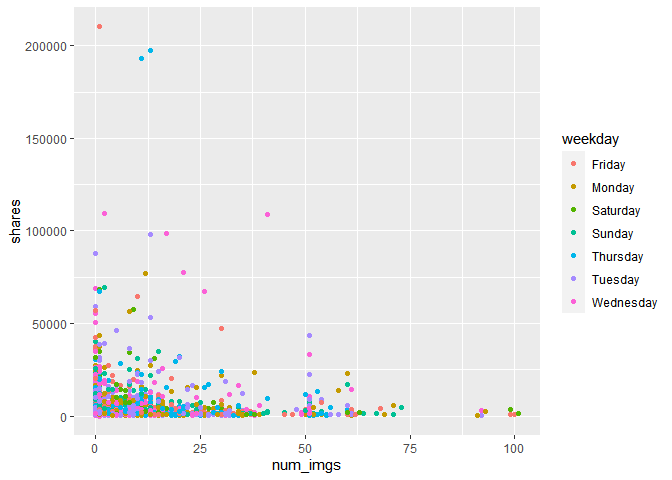 200000
150000
100000
50000
0
shares
0
25
50
75
100
num_imgs
weekday
Friday
Monday
Saturday
Sunday
Thursday
Tuesday
Wednesday